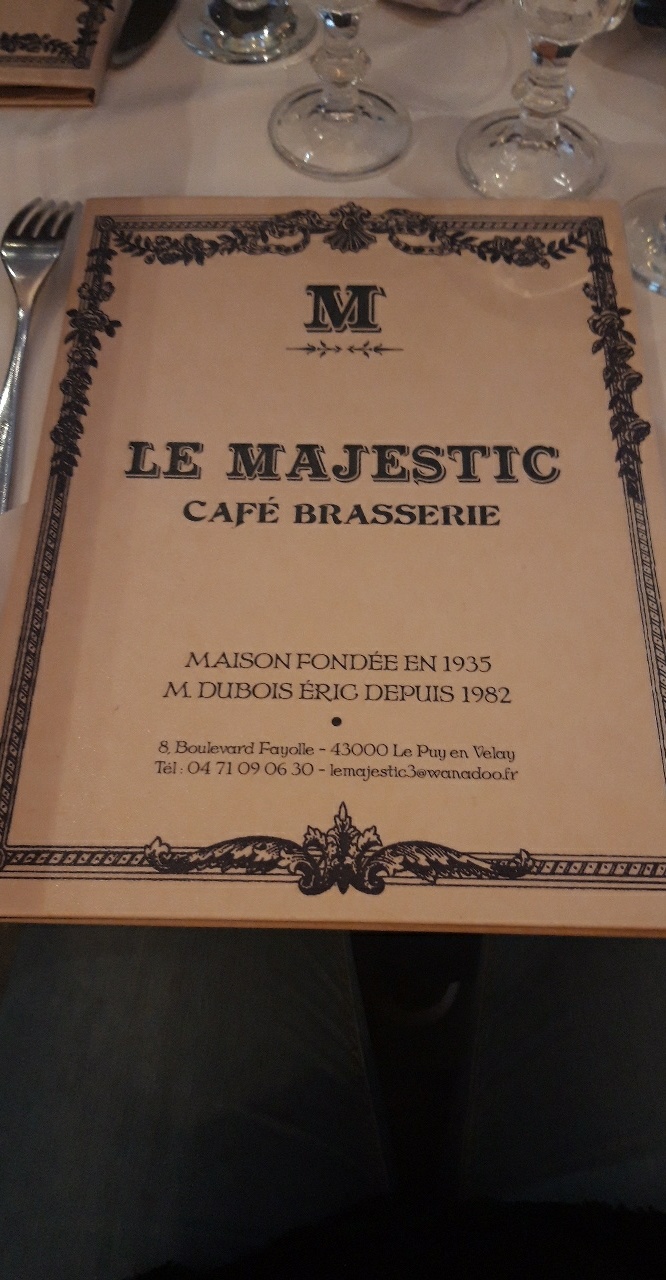 M
LE MAJESTIC
CAFÉ BRASSERIE
MAISON FONDÉE EN 1935
M. DUBOIS ÉRIC DEPUIS 1982
•
8, Boulevard Fayolle - 43000 Le Puy en Velay
Tél : 04 71 09 06 30 - lemajestic3@wanadoo.fr